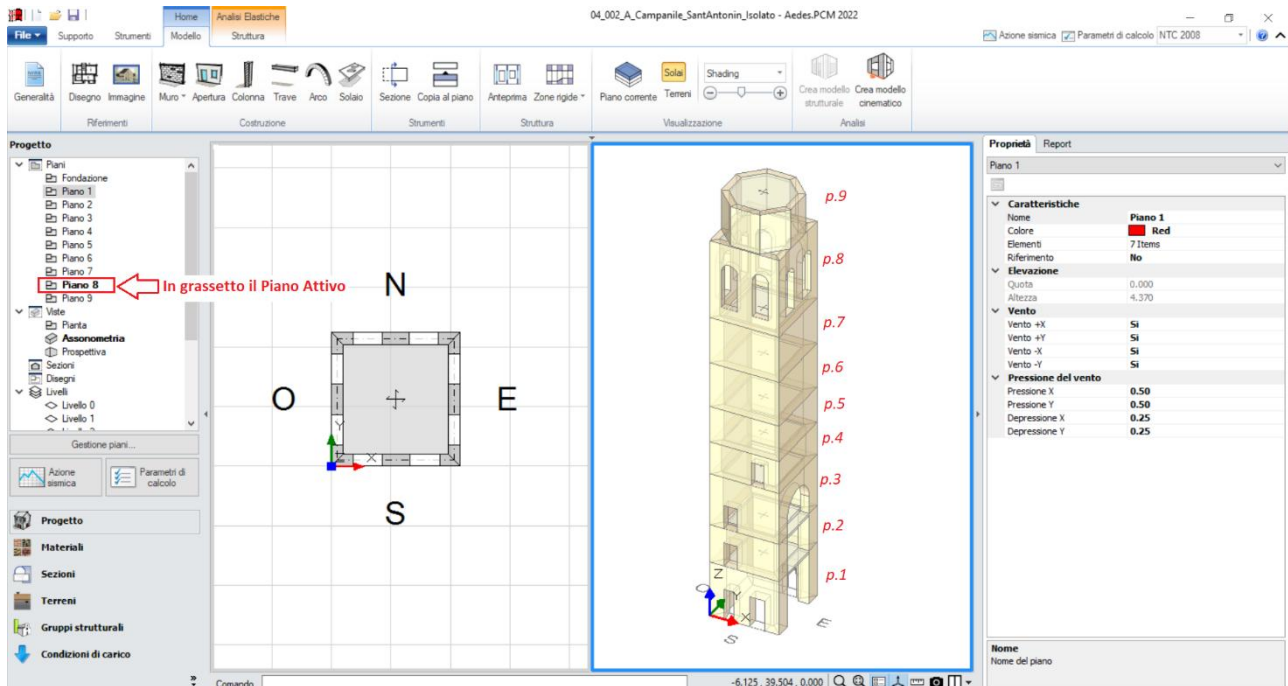 04_002_A_Campanile_SantAntonin_Isolato - Aedes.PCM 2022
Home
Analisi Elastiche
File
Supporto
Strumenti
Modello
Struttura
Azione sismica
Parametri di calcolo
NTC 2008
Generalità
Disegno
Immagine
Muro
Apertura
Colonna
Trave
Arco
Solaio
Sezione
Copia al piano
Anteprima
Zone rigide
Piano corrente
Solai
Terreni
Shading
Crea modello strutturale
Crea modello cinematico
Riferimenti
Costruzione
Strumenti
Struttura
Visualizzazione
Analisi
Progetto
Piani
Fondazione
Piano 1
Piano 2
Piano 3
Piano 4
Piano 5
Piano 6
Piano 7
Piano 8
Piano 9
Viste
Pianta
Assonometria
Prospettiva
Sezioni
Disegni
Livelli
Livello 0
Livello 1
Gestione piani...
Azione sismica
Parametri di calcolo
Progetto
Materiali
Sezioni
Terreni
Gruppi strutturali
Condizioni di carico
In grassetto il Piano Attivo
N
O
E
S
Y
Z
X
p.9
p.8
p.7
p.6
p.5
p.4
p.3
p.2
p.1
Z
O
Y
X
E
S
Comando
-6.125 , 39.504 , 0.000
Proprietà
Report
Piano 1
Caratteristiche
Nome Piano 1
Colore Red
Elementi 7 Items
Riferimento No
Elevazione
Quota 0.000
Altezza 4.370
Vento
Vento +X Sì
Vento +Y Sì
Vento -X Sì
Vento -Y Sì
Pressione del vento
Pressione X 0.50
Pressione Y 0.50
Depressione X 0.25
Depressione Y 0.25
Nome
Nome del piano